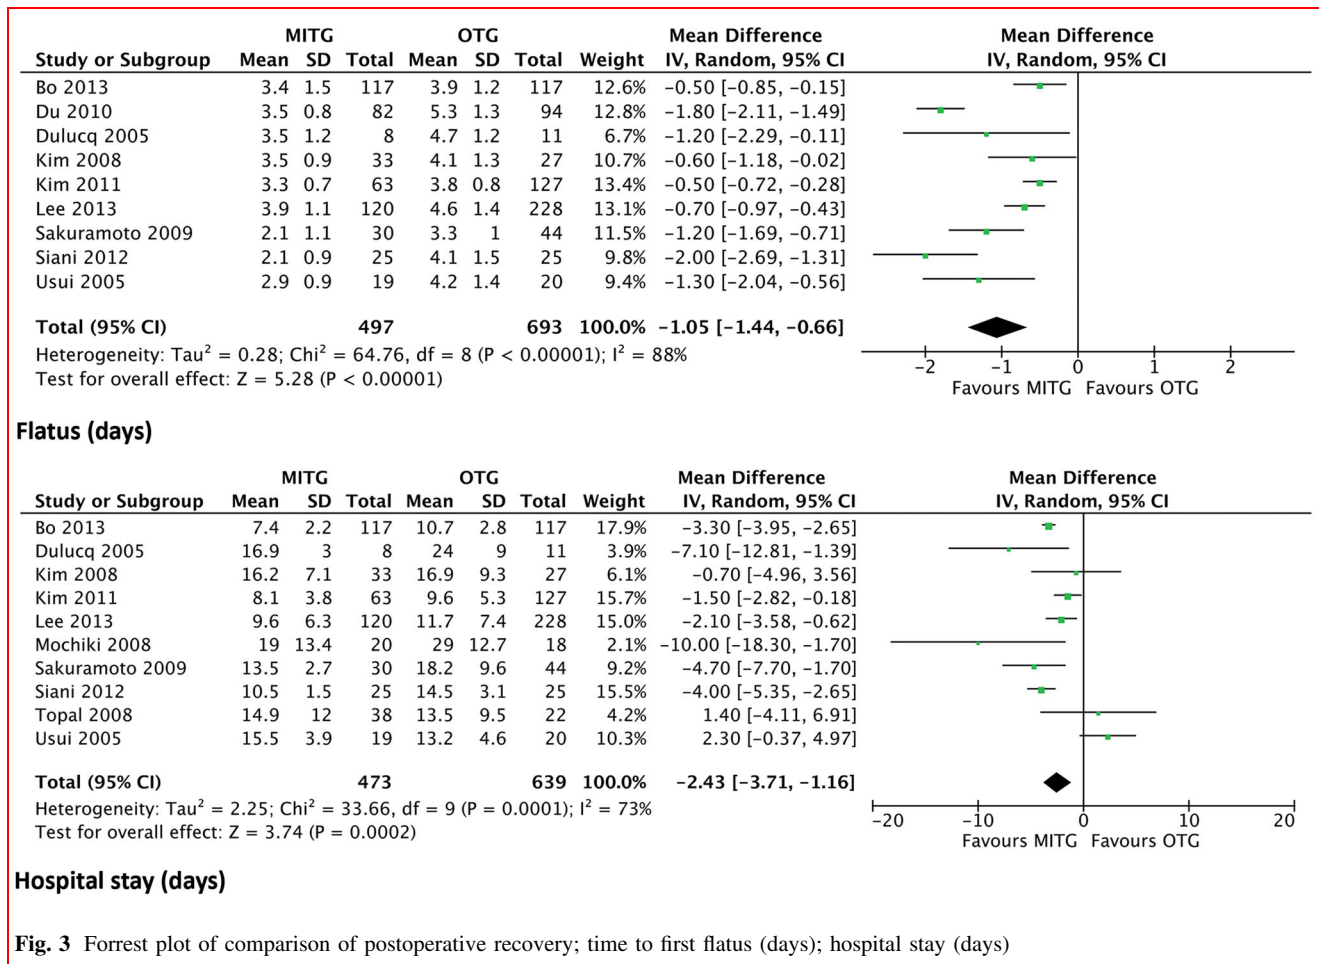 MITG OTG Mean Difference Mean Difference
Study or Subgroup Mean SD Total Mean SD Total Weight IV, Random, 95% CI IV, Random, 95% CI
Bo 2013 3.4 1.5 117 3.9 1.2 117 12.6% −0.50 [−0.85, −0.15]
Du 2010 3.5 0.8 82 5.3 1.3 94 12.8% −1.80 [−2.11, −1.49]
Dulucq 2005 3.5 1.2 8 4.7 1.2 11 6.7% −1.20 [−2.29, −0.11]
Kim 2008 3.5 0.9 33 4.1 1.3 27 10.7% −0.60 [−1.18, −0.02]
Kim 2011 3.3 0.7 63 3.8 0.8 127 13.4% −0.50 [−0.72, −0.28]
Lee 2013 3.9 1.1 120 4.6 1.4 228 13.1% −0.70 [−0.97, −0.43]
Sakuramoto 2009 2.1 1.1 30 3.3 1 44 11.5% −1.20 [−1.69, −0.71]
Siani 2012 2.1 0.9 25 4.1 1.5 25 9.8% −2.00 [−2.69, −1.31]
Usui 2005 2.9 0.9 19 4.2 1.4 20 9.4% −1.30 [−2.04, −0.56]
Total (95% CI) 497 693 100.0% −1.05 [−1.44, −0.66]
Heterogeneity: Tau² = 0.28; Chi² = 64.76, df = 8 (P < 0.00001); I² = 88%
Test for overall effect: Z = 5.28 (P < 0.00001)
−2 −1 0 1 2
Favours MITG Favours OTG
Flatus (days)
MITG OTG Mean Difference Mean Difference
Study or Subgroup Mean SD Total Mean SD Total Weight IV, Random, 95% CI IV, Random, 95% CI
Bo 2013 7.4 2.2 117 10.7 2.8 117 17.9% −3.30 [−3.95, −2.65]
Dulucq 2005 16.9 3 8 24 9 11 3.9% −7.10 [−12.81, −1.39]
Kim 2008 16.2 7.1 33 16.9 9.3 27 6.1% −0.70 [−4.96, 3.56]
Kim 2011 8.1 3.8 63 9.6 5.3 127 15.7% −1.50 [−2.82, −0.18]
Lee 2013 9.6 6.3 120 11.7 7.4 228 15.0% −2.10 [−3.58, −0.62]
Mochiki 2008 19 13.4 20 29 12.7 18 2.1% −10.00 [−18.30, −1.70]
Sakuramoto 2009 13.5 2.7 30 18.2 9.6 44 9.2% −4.70 [−7.70, −1.70]
Siani 2012 10.5 1.5 25 14.5 3.1 25 15.5% −4.00 [−5.35, −2.65]
Topal 2008 14.9 12 38 13.5 9.5 22 4.2% 1.40 [−4.11, 6.91]
Usui 2005 15.5 3.9 19 13.2 4.6 20 10.3% 2.30 [−0.37, 4.97]
Total (95% CI) 473 639 100.0% −2.43 [−3.71, −1.16]
Heterogeneity: Tau² = 2.25; Chi² = 33.66, df = 9 (P = 0.0001); I² = 73%
Test for overall effect: Z = 3.74 (P = 0.0002)
−20 −10 0 10 20
Favours MITG Favours OTG
Hospital stay (days)
Fig. 3 Forrest plot of comparison of postoperative recovery; time to first flatus (days); hospital stay (days)